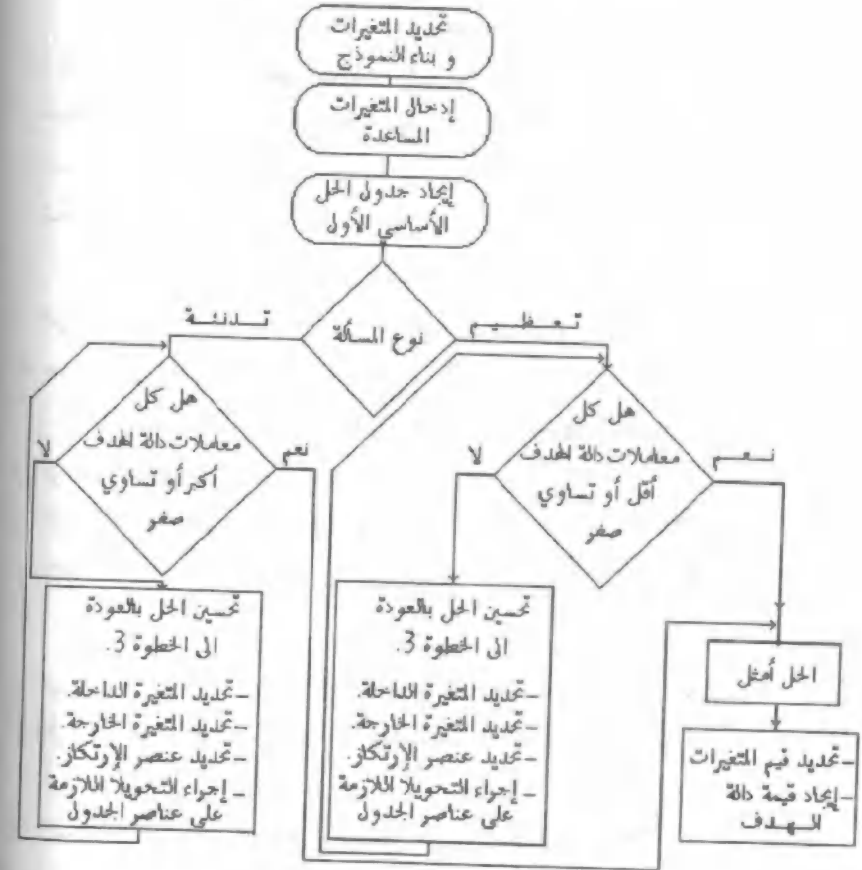 تحديد المتغيرات
و بناء النموذج
إدخال المتغيرات
المساعدة
إيجاد جدول الحل
الأساسي الأول
نوع المسألة
تـعـظـيـم
تـدنئـة
هل كل
معاملات دالة الهدف
أقل أو تساوي
صفر
نـعـم
لا
هل كل
معاملات دالة الهدف
أكبر أو تساوي
صفر
نعم
لا
الحل أمثل
–تحديد قيم المتغيرات
–إيجاد قيمة دالة
الـهـدف
تحسين الحل بالعودة
الى الخطوة 3.
–تحديد المتغيرة الداخلة.
–تحديد المتغيرة الخارجة.
–تحديد عنصر الإرتكاز.
– إجراء التحويلا اللازمة
على عناصر الجدول
تحسين الحل بالعودة
الى الخطوة 3.
–تحديد المتغيرة الداخلة.
–تحديد المتغيرة الخارجة.
–تحديد عنصر الإرتكاز.
– إجراء التحويلا اللازمة
على عناصر الجدول